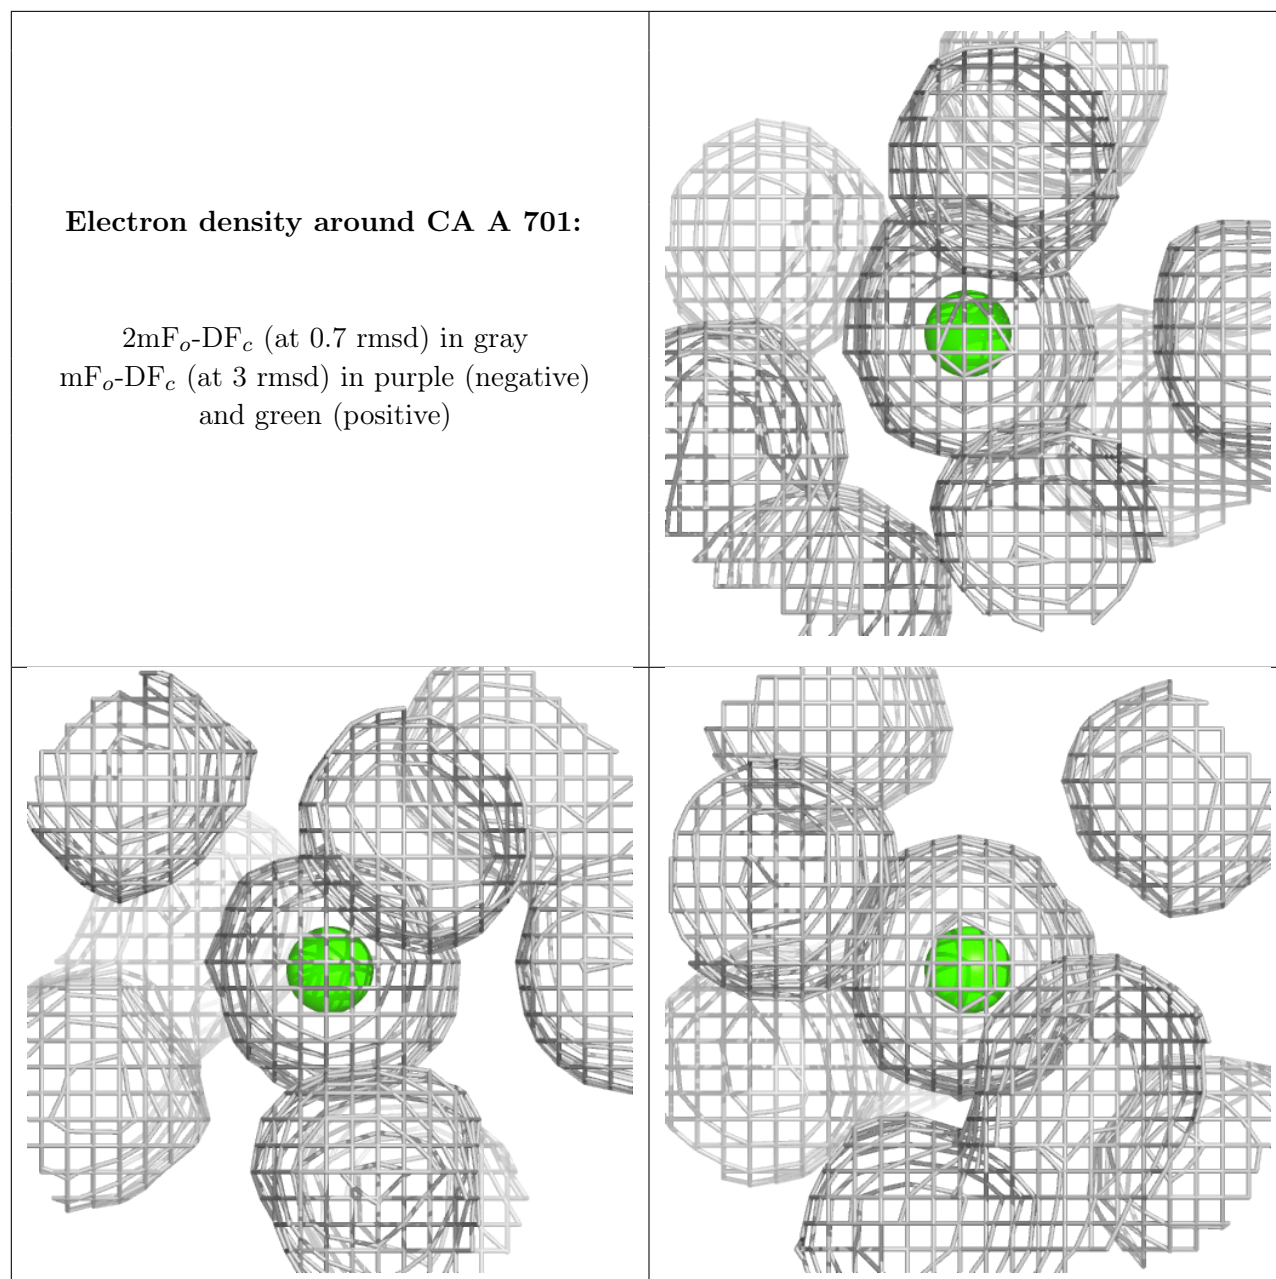 Electron density around CA A 701:
2mFo-DFc (at 0.7 rmsd) in gray
mFo-DFc (at 3 rmsd) in purple (negative)
and green (positive)